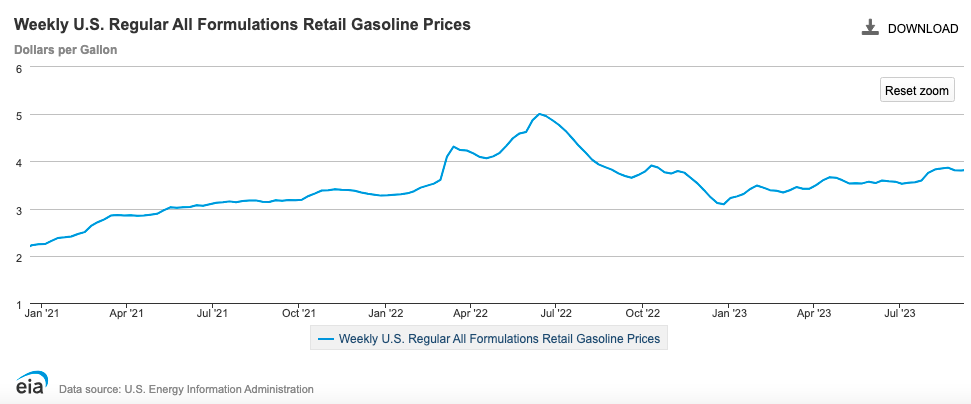 Weekly U.S. Regular All Formulations Retail Gasoline Prices
DOWNLOAD
Dollars per Gallon
Reset zoom
6
5
4
3
2
1
Jan '21 Apr '21 Jul '21 Oct '21 Jan '22 Apr '22 Jul '22 Oct '22 Jan '23 Apr '23 Jul '23
Weekly U.S. Regular All Formulations Retail Gasoline Prices
eia Data source: U.S. Energy Information Administration